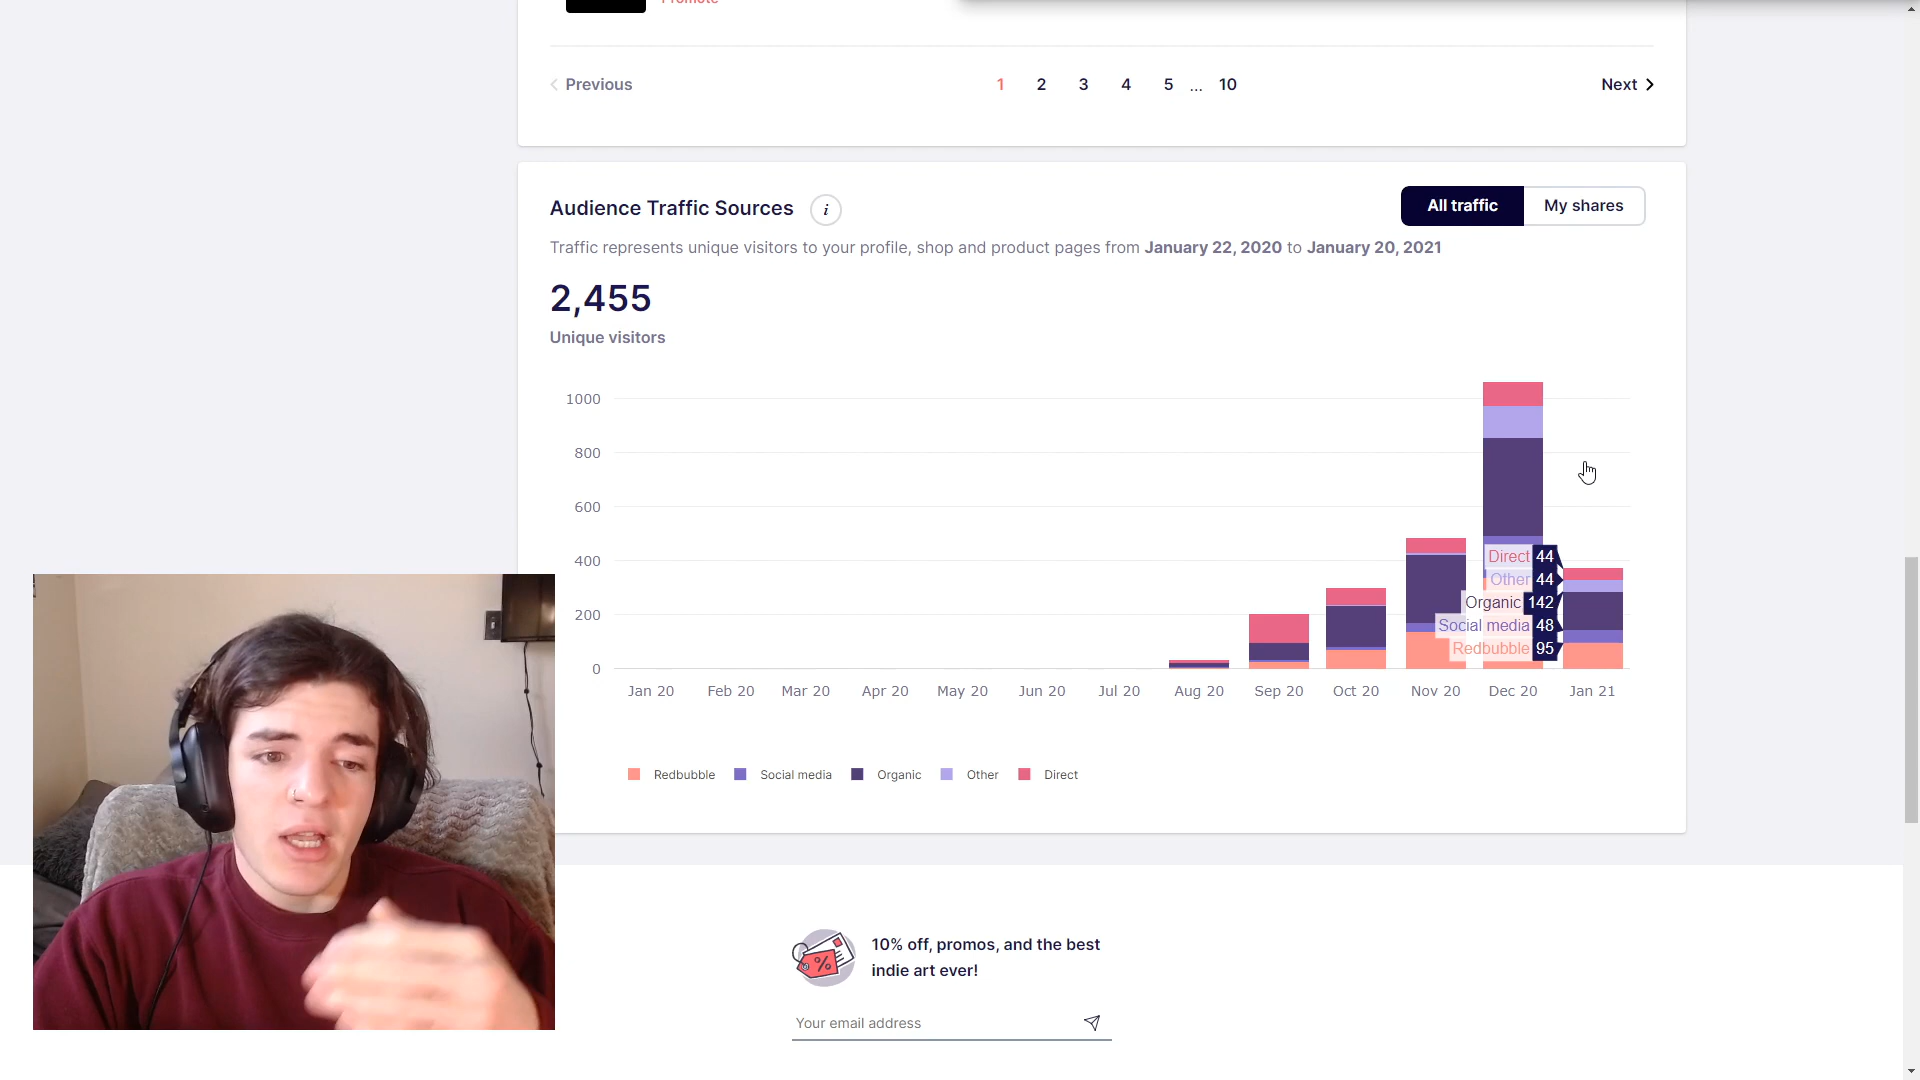 Promote
Previous 1 2 3 4 5 ... 10 Next
Audience Traffic Sources i All traffic My shares
Traffic represents unique visitors to your profile, shop and product pages from January 22, 2020 to January 20, 2021
2,455
Unique visitors
1000
800
600
400
200
0
Direct 44
Other 44
Organic 142
Social media 48
Redbubble 95
Jan 20 Feb 20 Mar 20 Apr 20 May 20 Jun 20 Jul 20 Aug 20 Sep 20 Oct 20 Nov 20 Dec 20 Jan 21
Redbubble Social media Organic Other Direct
%
10% off, promos, and the best
indie art ever!
Your email address